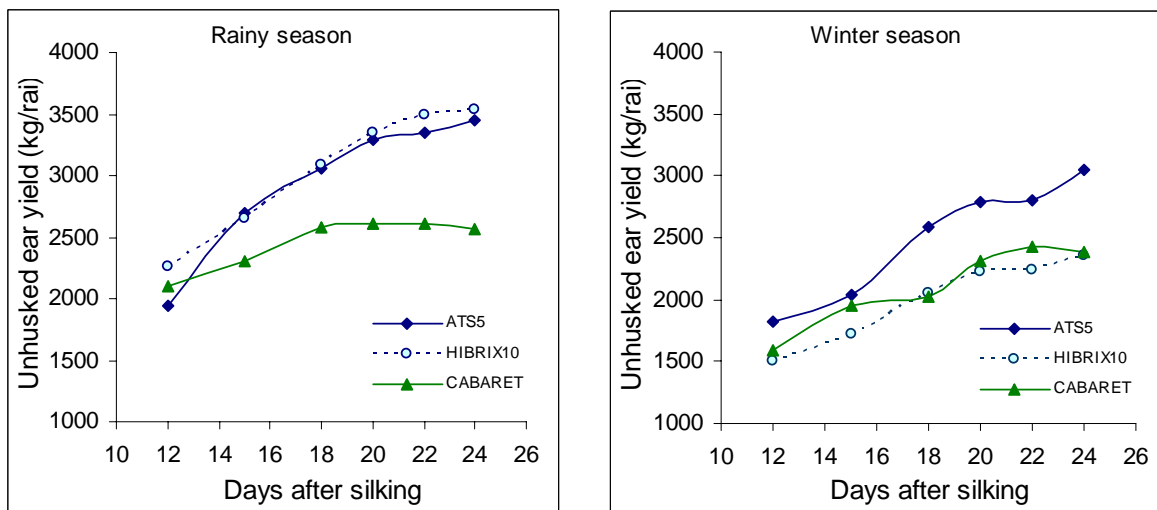 Rainy season
Unhusked ear yield (kg/rai)
4000
3500
3000
2500
2000
1500
1000
ATS5
HIBRIX10
CABARET
10 12 14 16 18 20 22 24 26
Days after silking
Winter season
Unhusked ear yield (kg/rai)
4000
3500
3000
2500
2000
1500
1000
ATS5
HIBRIX10
CABARET
10 12 14 16 18 20 22 24 26
Days after silking